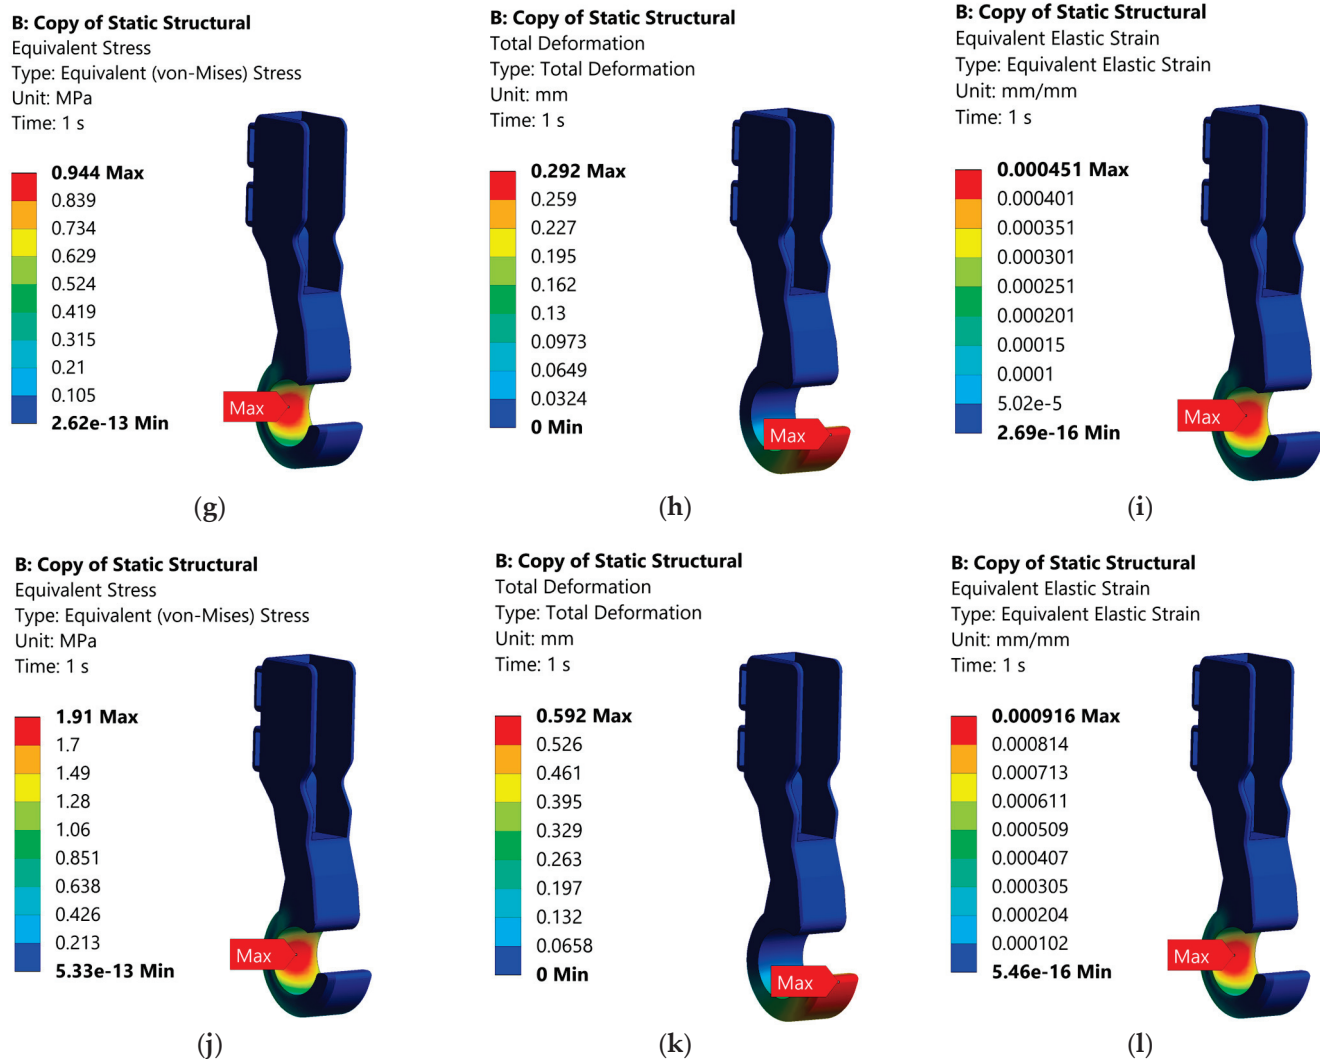 B: Copy of Static Structural
Equivalent Stress
Type: Equivalent (von-Mises) Stress
Unit: MPa
Time: 1 s
0.944 Max
0.839
0.734
0.629
0.524
0.419
0.315
0.21
0.105
2.62e-13 Min
Max
(g)
B: Copy of Static Structural
Total Deformation
Type: Total Deformation
Unit: mm
Time: 1 s
0.292 Max
0.259
0.227
0.195
0.162
0.13
0.0973
0.0649
0.0324
0 Min
Max
(h)
B: Copy of Static Structural
Equivalent Elastic Strain
Type: Equivalent Elastic Strain
Unit: mm/mm
Time: 1 s
0.000451 Max
0.000401
0.000351
0.000301
0.000251
0.000201
0.00015
0.0001
5.02e-5
2.69e-16 Min
Max
(i)
B: Copy of Static Structural
Equivalent Stress
Type: Equivalent (von-Mises) Stress
Unit: MPa
Time: 1 s
1.91 Max
1.7
1.49
1.28
1.06
0.851
0.638
0.426
0.213
5.33e-13 Min
Max
(j)
B: Copy of Static Structural
Total Deformation
Type: Total Deformation
Unit: mm
Time: 1 s
0.592 Max
0.526
0.461
0.395
0.329
0.263
0.197
0.132
0.0658
0 Min
Max
(k)
B: Copy of Static Structural
Equivalent Elastic Strain
Type: Equivalent Elastic Strain
Unit: mm/mm
Time: 1 s
0.000916 Max
0.000814
0.000713
0.000611
0.000509
0.000407
0.000305
0.000204
0.000102
5.46e-16 Min
Max
(l)